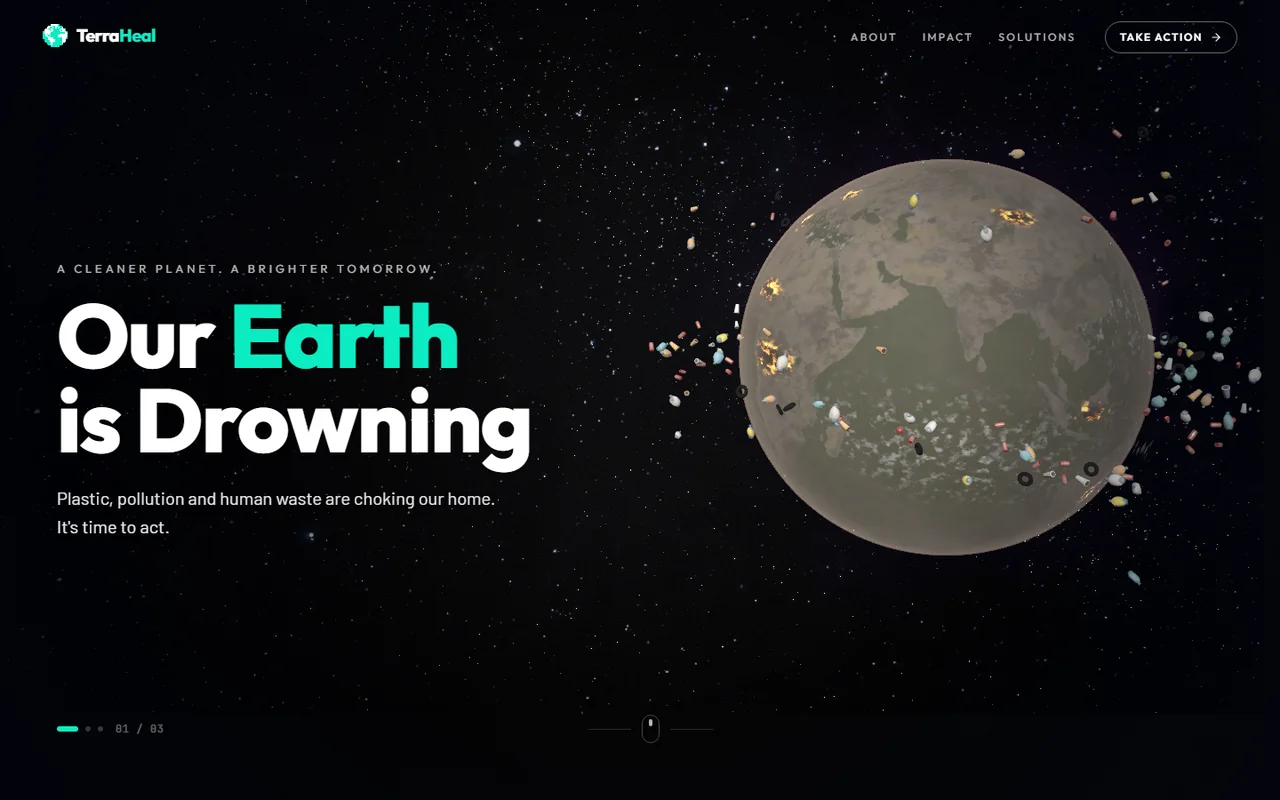 TerraHeal
ABOUT
IMPACT
SOLUTIONS
TAKE ACTION →
A CLEANER PLANET. A BRIGHTER TOMORROW.
Our Earth
is Drowning
Plastic, pollution and human waste are choking our home.
It's time to act.
01 / 03